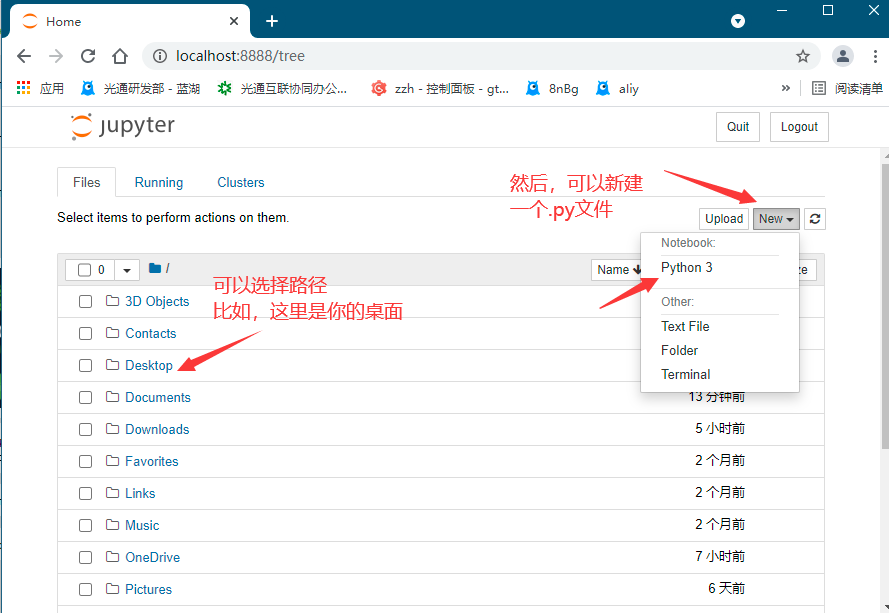 Home
localhost:8888/tree
应用
光通研发部 - 蓝湖
光通互联协同办公...
zzh - 控制面板 - gt...
8nBg
aliy
»
阅读清单
jupyter
Quit
Logout
Files
Running
Clusters
然后，可以新建
一个.py文件
Select items to perform actions on them.
Upload
New
Notebook:
Python 3
Other:
Text File
Folder
Terminal
0
/
Name
ze
可以选择路径
比如，这里是你的桌面
3D Objects
Contacts
Desktop
Documents
13 分钟前
Downloads
5 小时前
Favorites
2 个月前
Links
2 个月前
Music
2 个月前
OneDrive
7 小时前
Pictures
6 天前